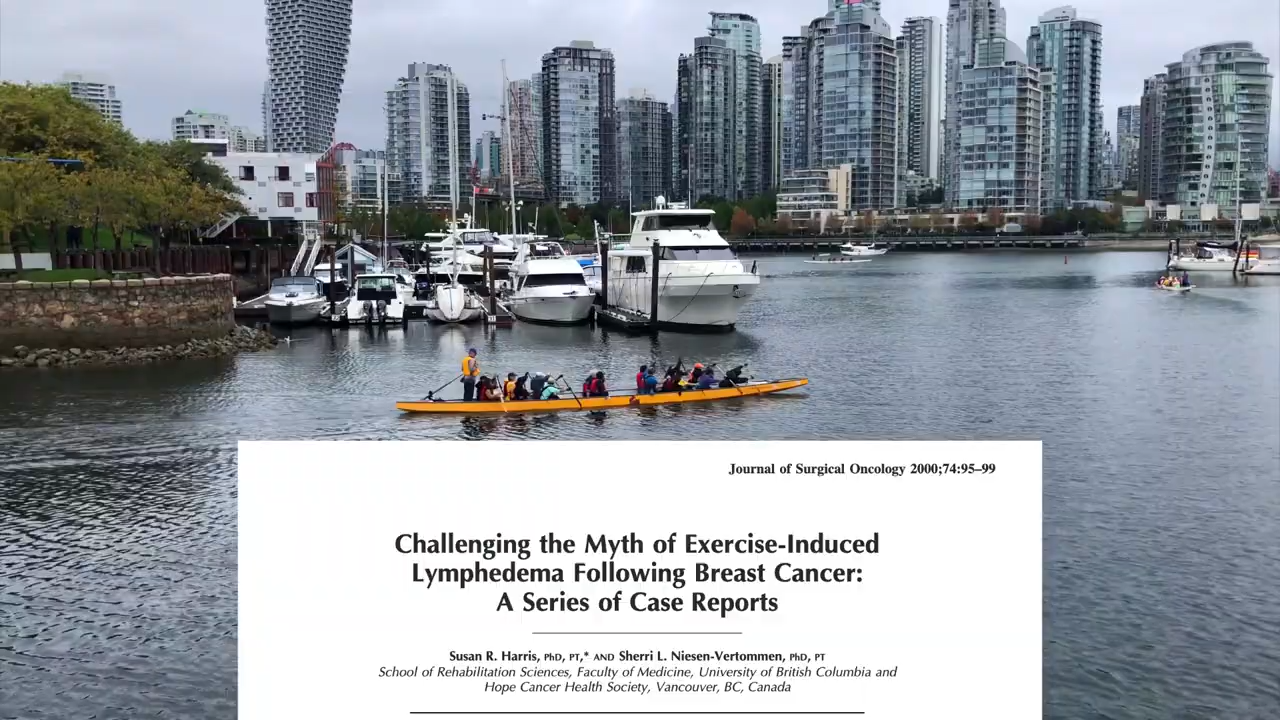 Journal of Surgical Oncology 2000;74:95–99
Challenging the Myth of Exercise-Induced
Lymphedema Following Breast Cancer:
A Series of Case Reports
Susan R. Harris, PhD, PT,* AND Sherri L. Niesen-Vertommen, PhD, PT
School of Rehabilitation Sciences, Faculty of Medicine, University of British Columbia and
Hope Cancer Health Society, Vancouver, BC, Canada